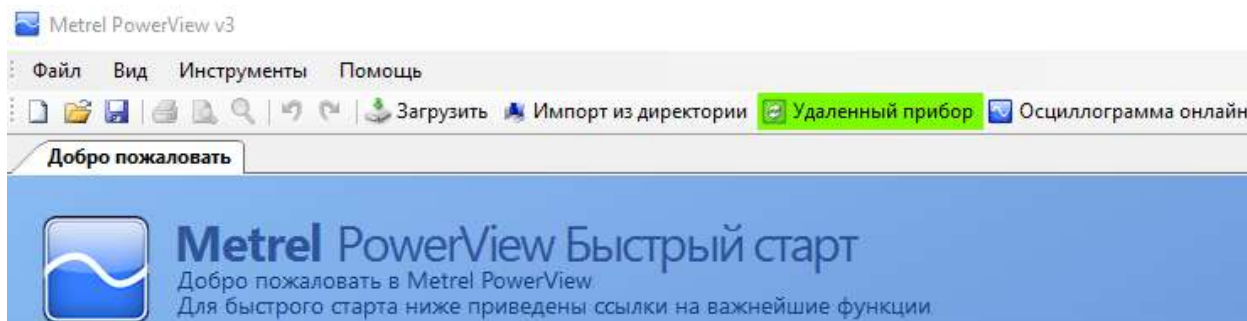 Metrel PowerView v3
Файл Вид Инструменты Помощь
Загрузить Импорт из директории Удаленный прибор Осциллограмма онлайн
Добро пожаловать
Metrel PowerView Быстрый старт
Добро пожаловать в Metrel PowerView
Для быстрого старта ниже приведены ссылки на важнейшие функции